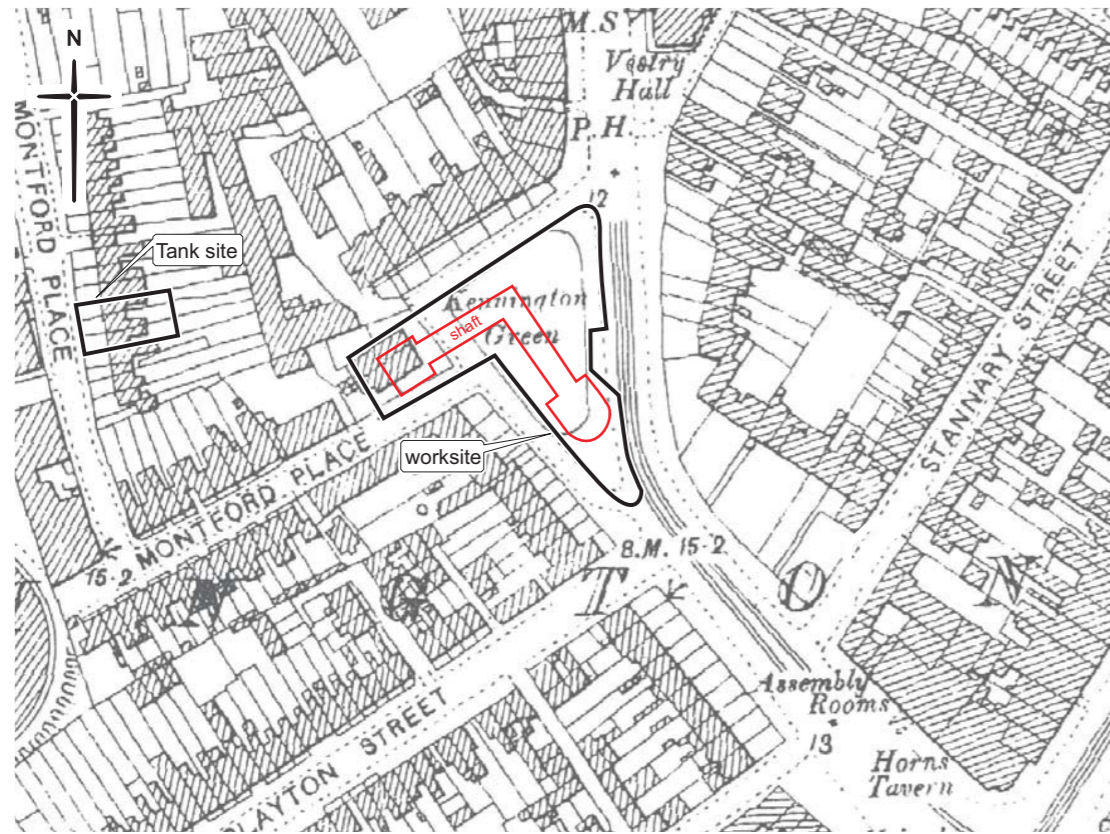 N
M.S
Vestry
Hall
P.H.
MONTFORD PLACE
12
Tank site
Kennington
Green
shaft
STANNARY STREET
worksite
MONTFORD PLACE
15·2
B.M. 15·2
T
O
N
Assembly
Rooms
13
Horns
Tavern
CLAYTON STREET